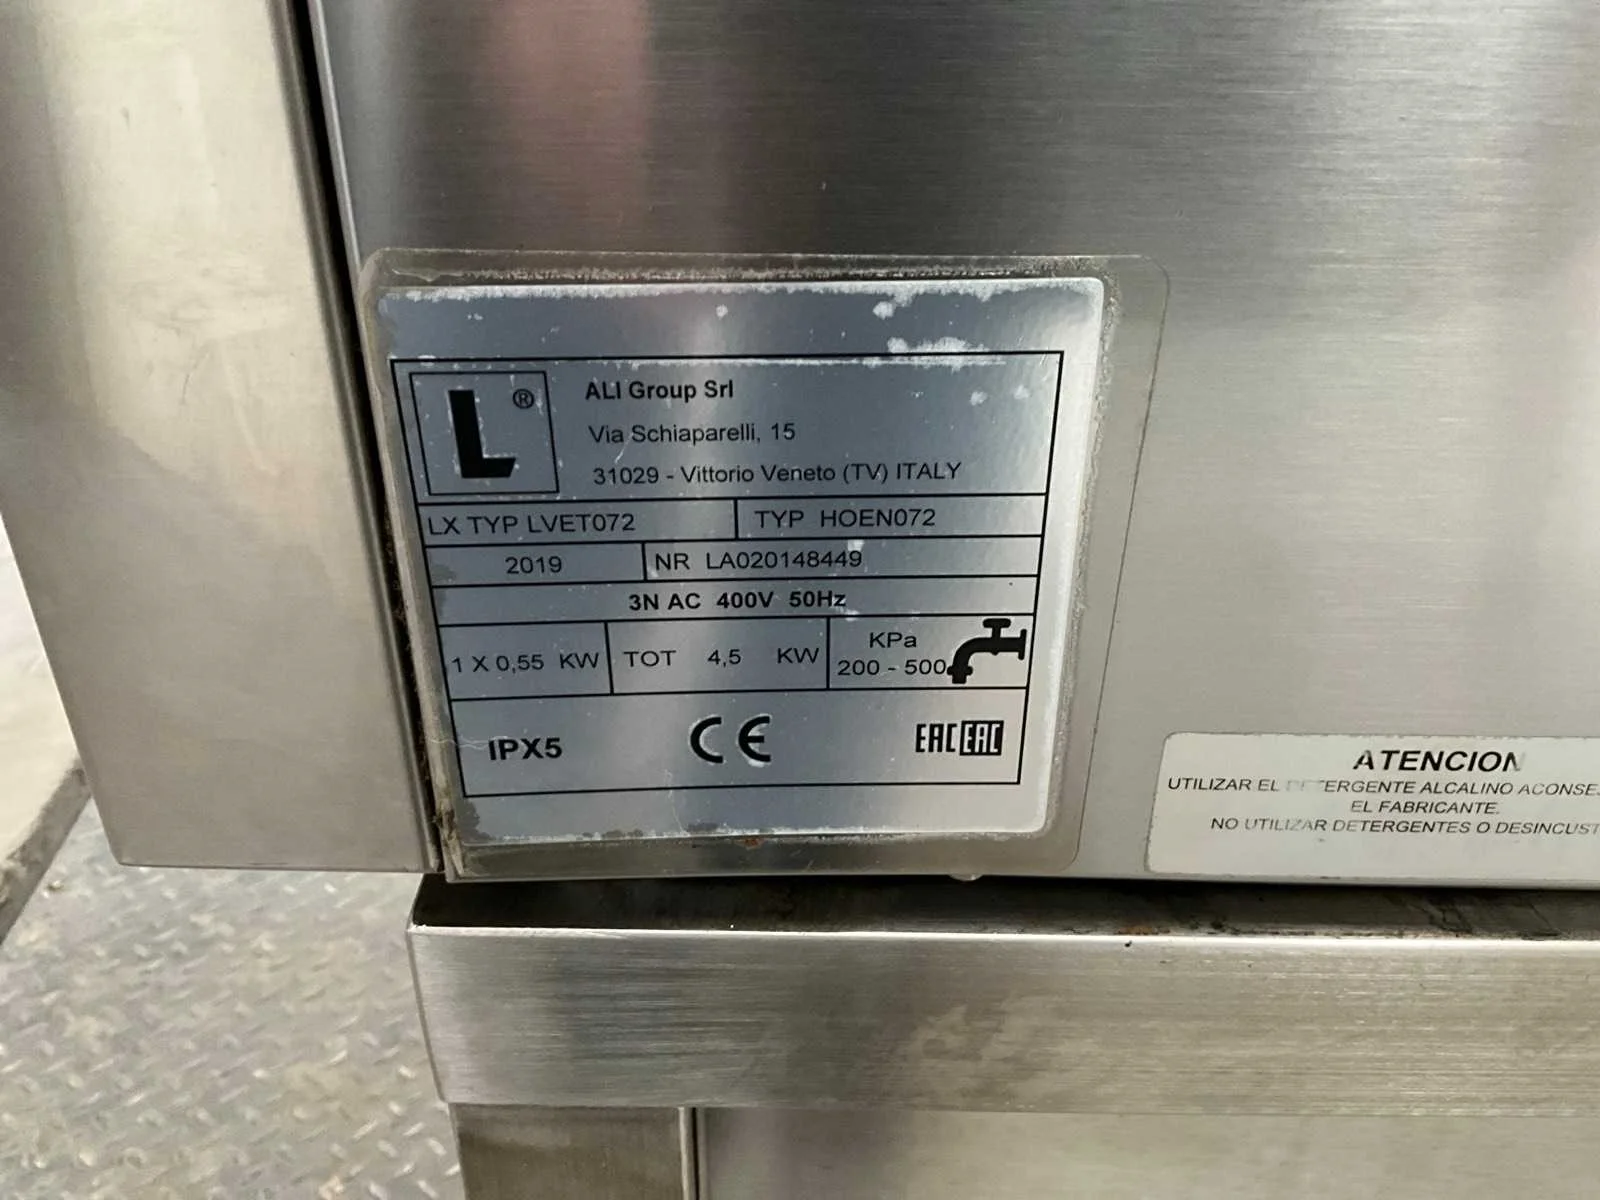 L ®
ALI Group Srl
Via Schiaparelli, 15
31029 - Vittorio Veneto (TV) ITALY
LX TYP LVET072 TYP HOEN072
2019 NR LA020148449
3N AC 400V 50Hz
1 X 0,55 KW TOT 4,5 KW KPa 200 - 500
IPX5 CE EAC EAC
ATENCION
UTILIZAR EL ALCALINO
EL FABRICANTE.
NO UTILIZAR DETERGENTES O